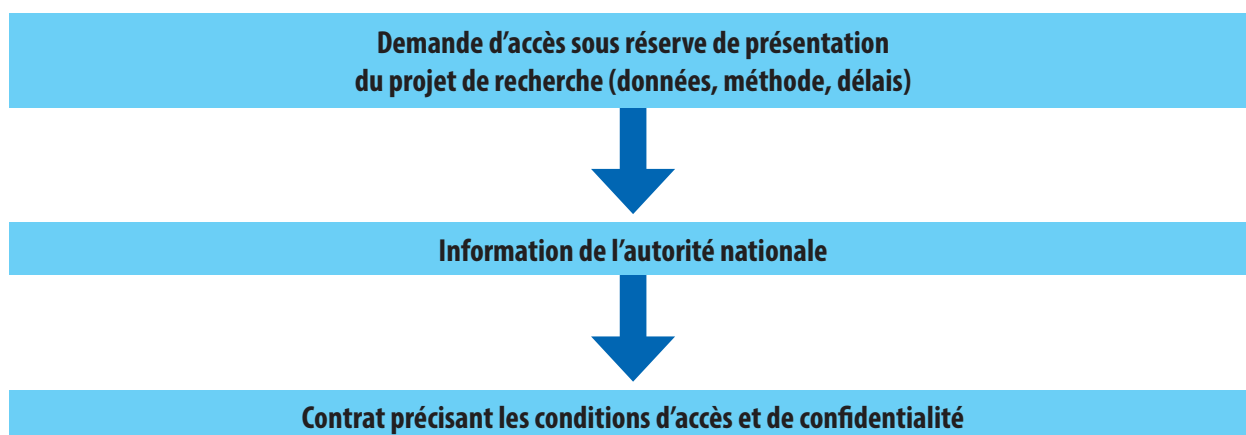 Demande d’accès sous réserve de présentation
du projet de recherche (données, méthode, délais)
Information de l’autorité nationale
Contrat précisant les conditions d’accès et de confidentialité